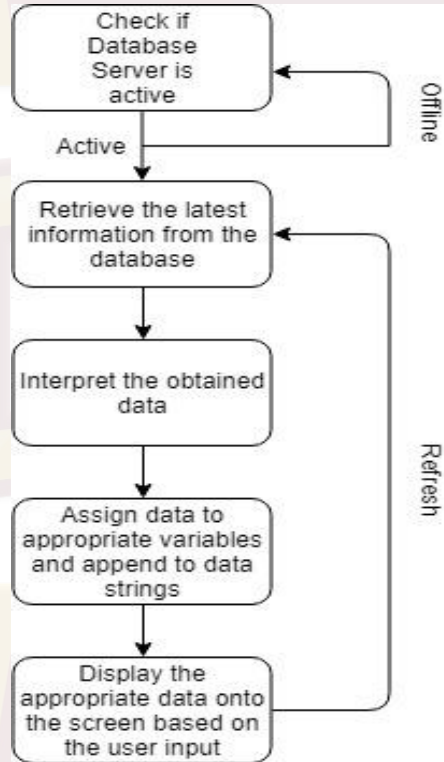 Check if
Database
Server is
active
Offline
Active
Retrieve the latest
information from the
database
Interpret the obtained
data
Refresh
Assign data to
appropriate variables
and append to data
strings
Display the
appropriate data onto
the screen based on
the user input